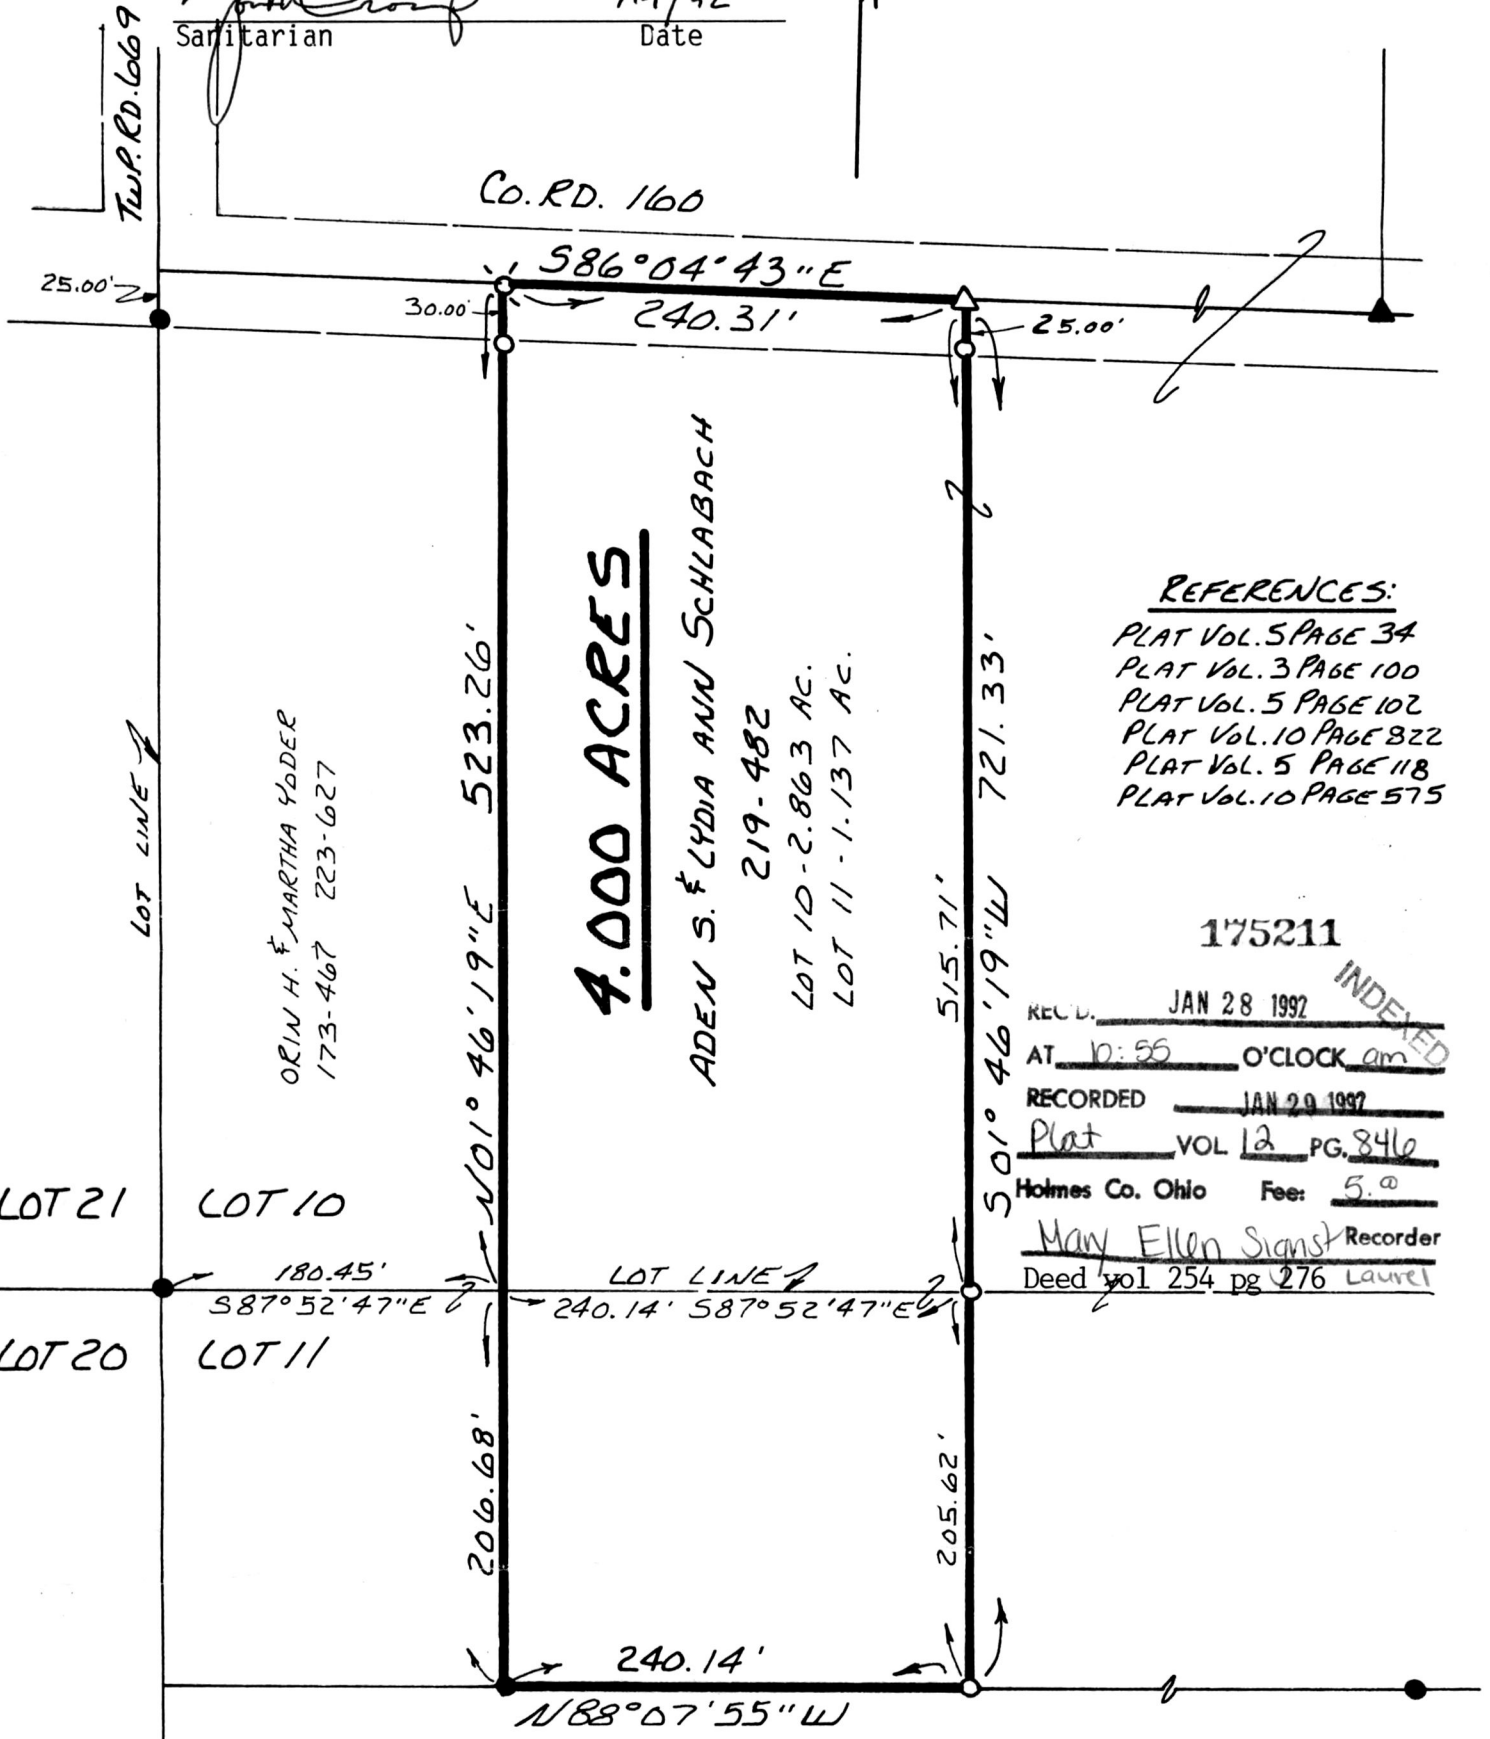 Sanitarian Date
TWP. RD. 669
CO. RD. 160
S86°04'43"E
25.00'
30.00'
240.31'
25.00'
523.26'
N01° 46' 19"E
4.000 ACRES
ADEN S. & LYDIA ANN SCHLABACH
219-482
LOT 10 - 2.863 AC.
LOT 11 - 1.137 AC.
721.33'
S 01° 46' 19"W
515.71'
REFERENCES:
PLAT VOL. 5 PAGE 34
PLAT VOL. 3 PAGE 100
PLAT VOL. 5 PAGE 102
PLAT VOL. 10 PAGE 822
PLAT VOL. 5 PAGE 118
PLAT VOL. 10 PAGE 575
LOT LINE
ORIN H. & MARTHA YODER
173-467 223-627
175211
INDEXED
REC'D. JAN 28 1992
AT 10:55 O'CLOCK am
RECORDED JAN 29 1992
Plat VOL 12 PG. 846
Holmes Co. Ohio Fee: 5.00
Mary Ellen Recorder
Deed vol 254 pg 276 Laurel
LOT 21 LOT 10
180.45'
S87°52'47"E
LOT LINE
240.14' S87°52'47"E
LOT 20 LOT 11
206.68'
205.62'
240.14'
N88°07'55"W